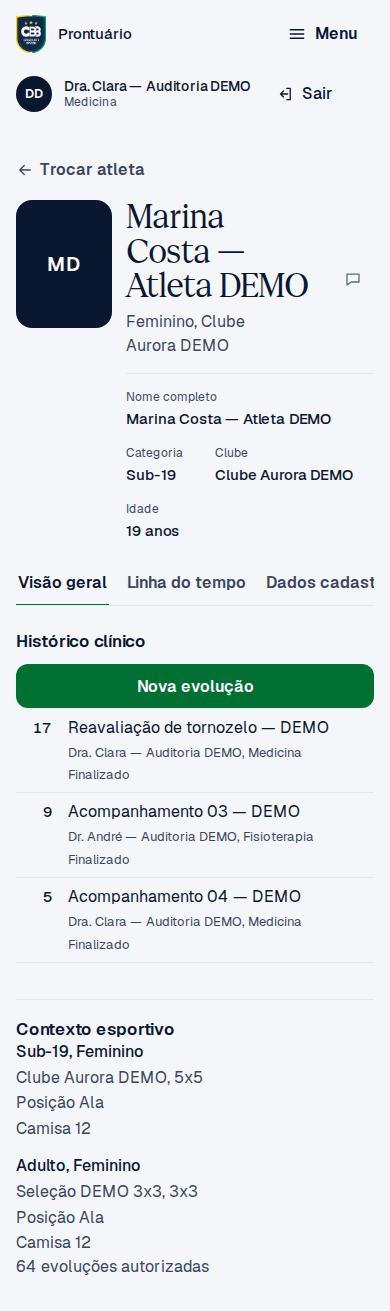 CBB
Prontuário
Menu
DD
Dra. Clara — Auditoria DEMO
Medicina
Sair
← Trocar atleta
MD
Marina
Costa —
Atleta DEMO
Feminino, Clube
Aurora DEMO
Nome completo
Marina Costa — Atleta DEMO
Categoria Clube
Sub-19 Clube Aurora DEMO
Idade
19 anos
Visão geral Linha do tempo Dados cadast
Histórico clínico
Nova evolução
17 Reavaliação de tornozelo — DEMO
Dra. Clara — Auditoria DEMO, Medicina
Finalizado
9 Acompanhamento 03 — DEMO
Dr. André — Auditoria DEMO, Fisioterapia
Finalizado
5 Acompanhamento 04 — DEMO
Dra. Clara — Auditoria DEMO, Medicina
Finalizado
Contexto esportivo
Sub-19, Feminino
Clube Aurora DEMO, 5x5
Posição Ala
Camisa 12
Adulto, Feminino
Seleção DEMO 3x3, 3x3
Posição Ala
Camisa 12
64 evoluções autorizadas